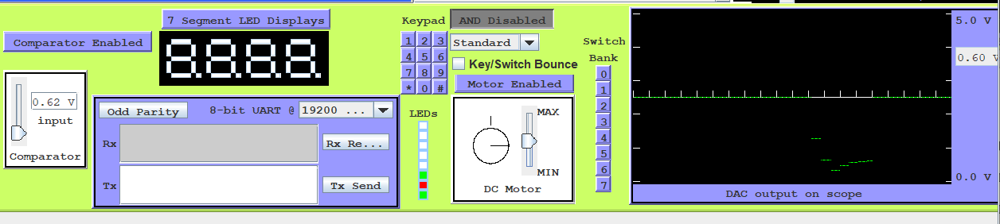 7 Segment LED Displays
Comparator Enabled
0.62 V
input
Comparator
Odd Parity
8-bit UART @
19200 ...
Rx
Rx Re...
Tx
Tx Send
Keypad
AND Disabled
Standard
1 2 3
4 5 6
7 8 9
* 0 #
Key/Switch Bounce
Motor Enabled
LEDs
MAX
MIN
DC Motor
Switch
Bank
0
1
2
3
4
5
6
7
5.0 V
0.60 V
0.0 V
DAC output on scope
8.8.8.8.